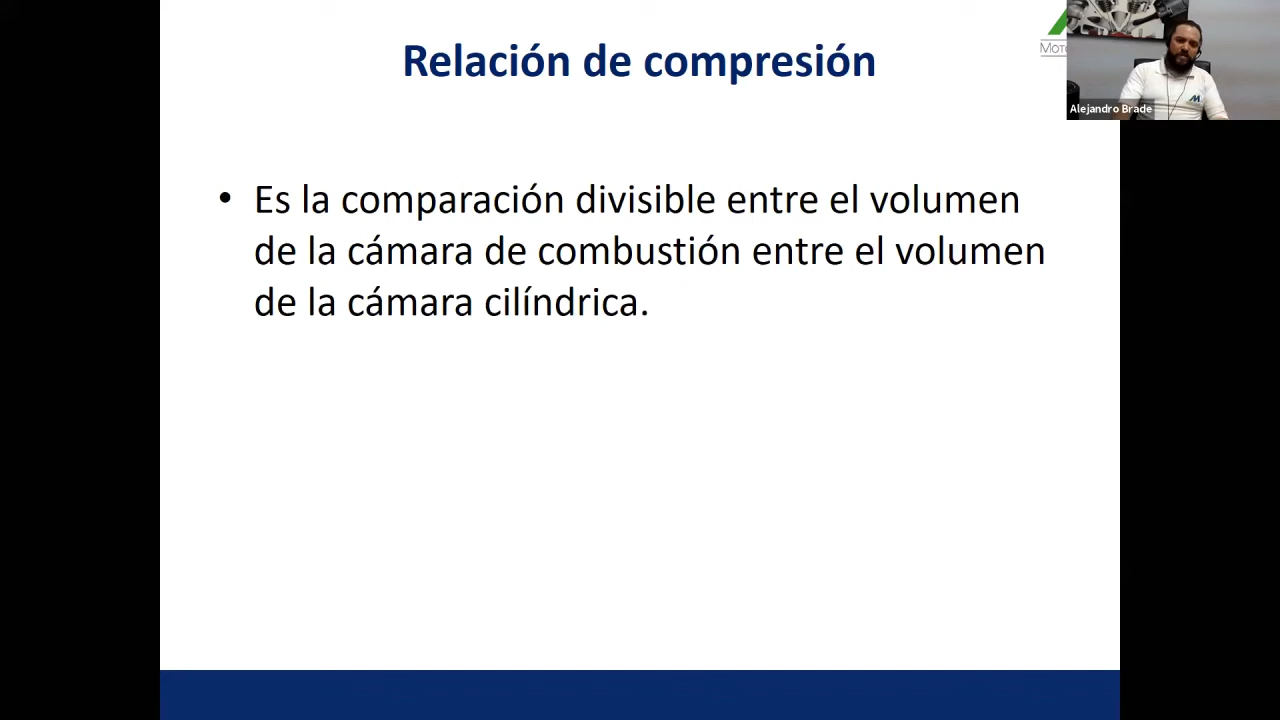 Relación de compresión
Alejandro Brade
• Es la comparación divisible entre el volumen
de la cámara de combustión entre el volumen
de la cámara cilíndrica.